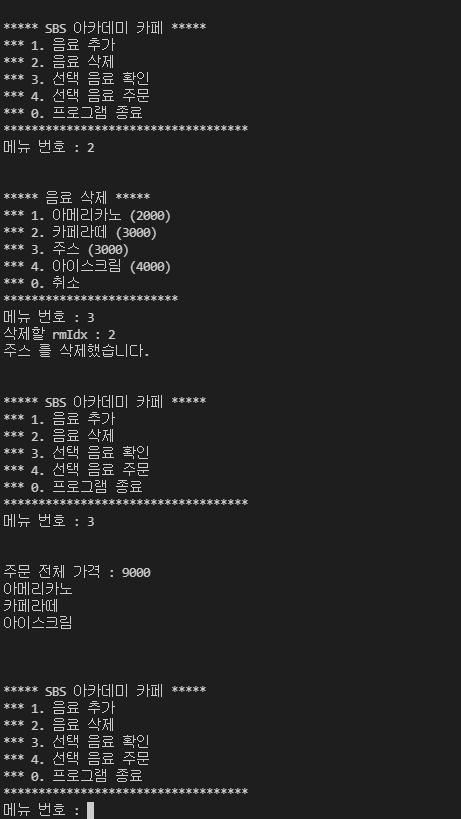 ***** SBS 아카데미 카페 *****
*** 1. 음료 추가
*** 2. 음료 삭제
*** 3. 선택 음료 확인
*** 4. 선택 음료 주문
*** 0. 프로그램 종료
***********************************
메뉴 번호 : 2
***** 음료 삭제 *****
*** 1. 아메리카노 (2000)
*** 2. 카페라떼 (3000)
*** 3. 주스 (3000)
*** 4. 아이스크림 (4000)
*** 0. 취소
*************************
메뉴 번호 : 3
삭제할 rmIdx : 2
주스 를 삭제했습니다.
***** SBS 아카데미 카페 *****
*** 1. 음료 추가
*** 2. 음료 삭제
*** 3. 선택 음료 확인
*** 4. 선택 음료 주문
*** 0. 프로그램 종료
***********************************
메뉴 번호 : 3
주문 전체 가격 : 9000
아메리카노
카페라떼
아이스크림
***** SBS 아카데미 카페 *****
*** 1. 음료 추가
*** 2. 음료 삭제
*** 3. 선택 음료 확인
*** 4. 선택 음료 주문
*** 0. 프로그램 종료
***********************************
메뉴 번호 :